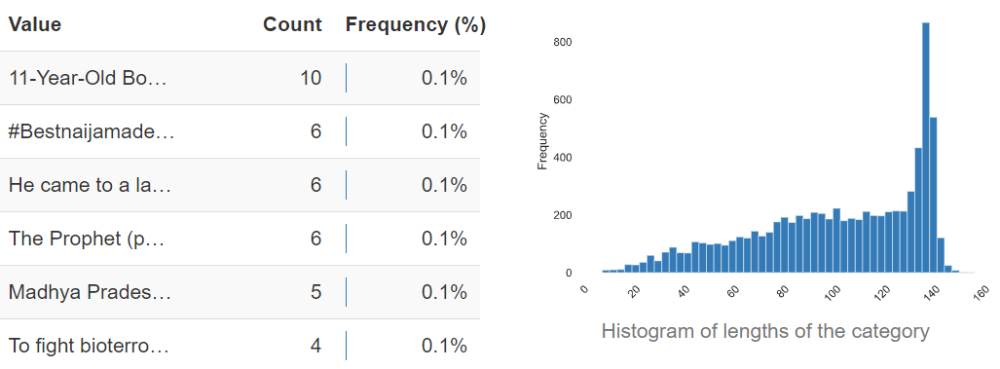 Value Count Frequency (%)
11-Year-Old Bo… 10 0.1%
#Bestnaijamade… 6 0.1%
He came to a la… 6 0.1%
The Prophet (p… 6 0.1%
Madhya Prades… 5 0.1%
To fight bioterro… 4 0.1%
Frequency
800
600
400
200
0
0 20 40 60 80 100 120 140 160
Histogram of lengths of the category